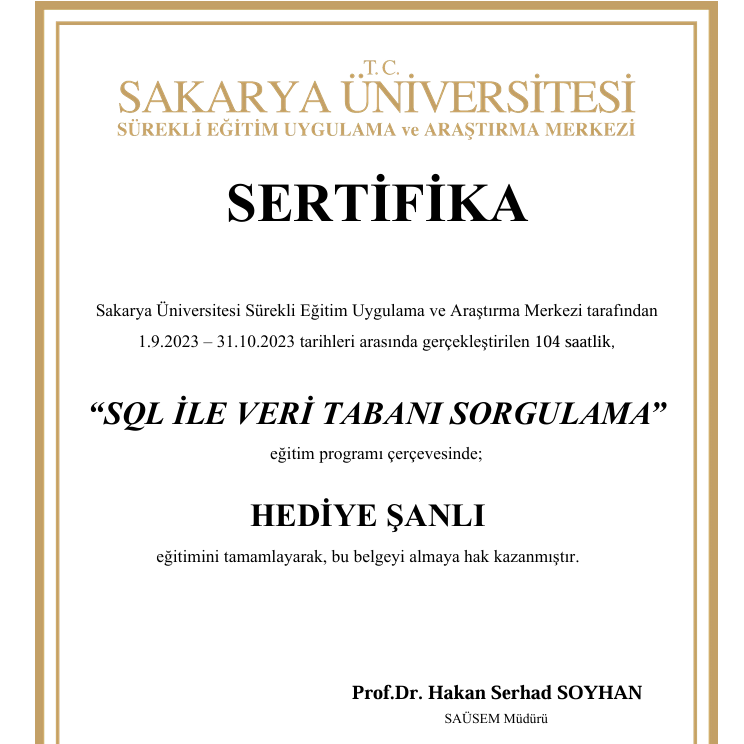 T. C.
SAKARYA ÜNİVERSİTESİ
SÜREKLİ EĞİTİM UYGULAMA ve ARAŞTIRMA MERKEZİ
SERTİFİKA
Sakarya Üniversitesi Sürekli Eğitim Uygulama ve Araştırma Merkezi tarafından
1.9.2023 – 31.10.2023 tarihleri arasında gerçekleştirilen 104 saatlik,
“SQL İLE VERİ TABANI SORGULAMA”
eğitim programı çerçevesinde;
HEDİYE ŞANLI
eğitimini tamamlayarak, bu belgeyi almaya hak kazanmıştır.
Prof.Dr. Hakan Serhad SOYHAN
SAÜSEM Müdürü